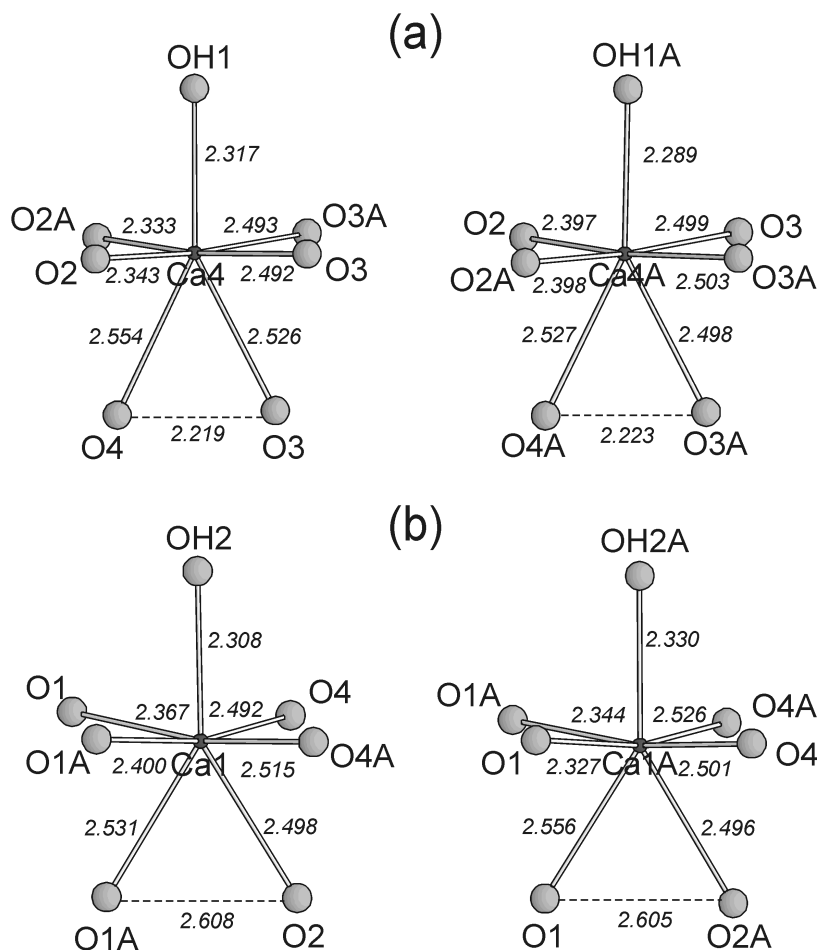 (a)
OH1
2.317
O2A
2.333
2.493
O3A
O2
2.343
Ca4
2.492
O3
2.554
2.526
O4
2.219
O3
OH1A
2.289
O2
2.397
2.499
O3
O2A
2.398
Ca4A
2.503
O3A
2.527
2.498
O4A
2.223
O3A
(b)
OH2
2.308
O1
2.367
2.492
O4
O1A
2.400
Ca1
2.515
O4A
2.531
2.498
O1A
2.608
O2
OH2A
2.330
O1A
2.344
2.526
O4A
O1
2.327
Ca1A
2.501
O4
2.556
2.496
O1
2.605
O2A